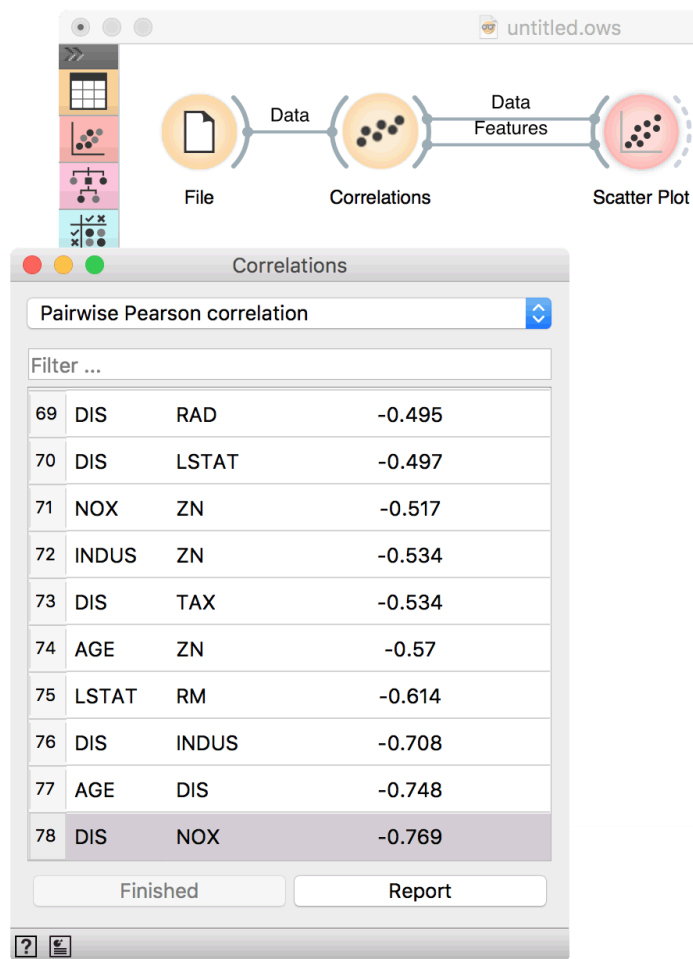 untitled.ows
Data
Data
Features
File
Correlations
Scatter Plot
Correlations
Pairwise Pearson correlation
Filter ...
69 DIS RAD -0.495
70 DIS LSTAT -0.497
71 NOX ZN -0.517
72 INDUS ZN -0.534
73 DIS TAX -0.534
74 AGE ZN -0.57
75 LSTAT RM -0.614
76 DIS INDUS -0.708
77 AGE DIS -0.748
78 DIS NOX -0.769
Finished
Report
?